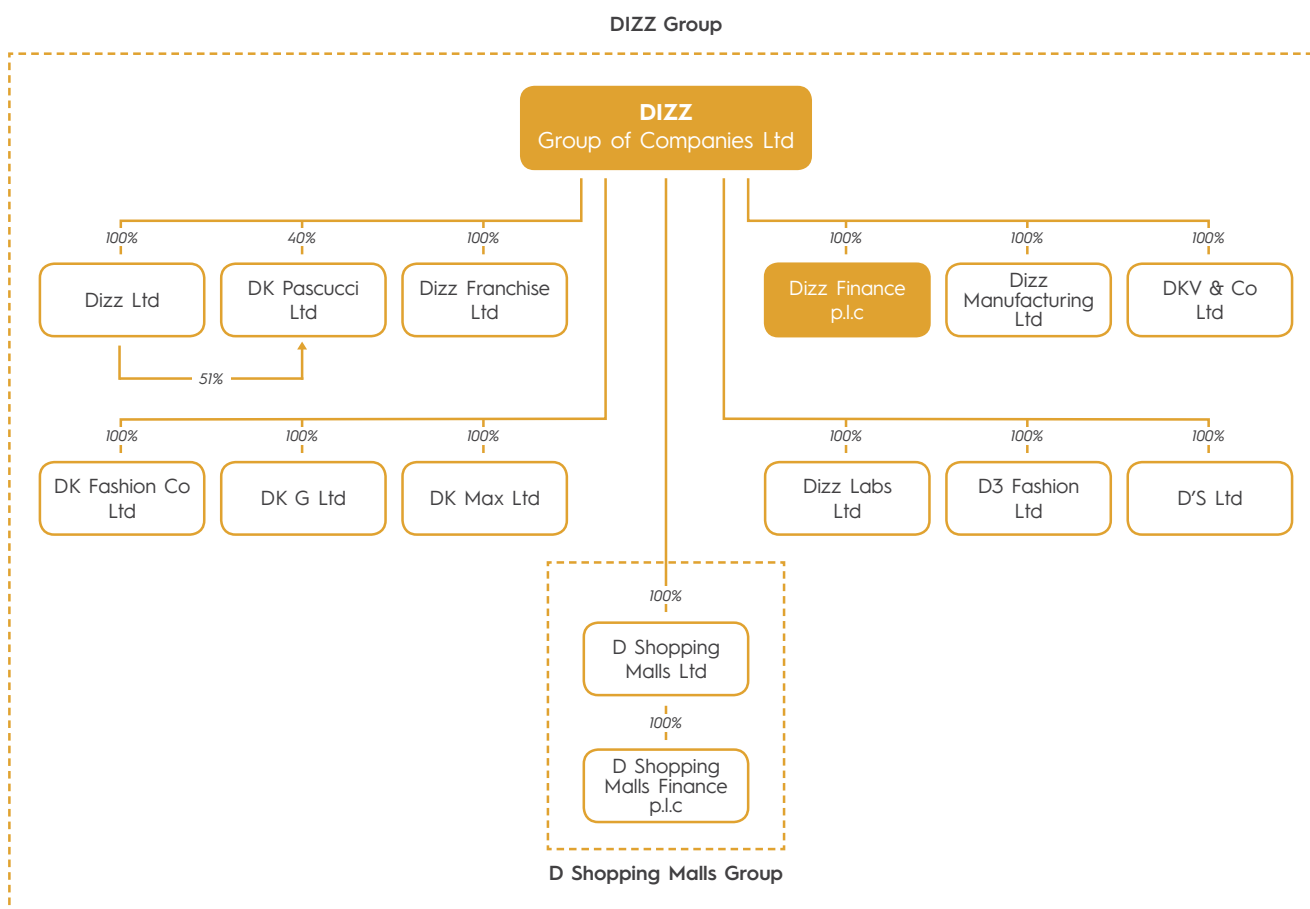 DIZZ Group
DIZZ
Group of Companies Ltd
100%
40%
100%
100%
100%
100%
Dizz Ltd
DK Pascucci
Ltd
Dizz Franchise
Ltd
Dizz Finance
p.l.c
Dizz
Manufacturing
Ltd
DKV & Co
Ltd
51%
100%
100%
100%
100%
100%
100%
DK Fashion Co
Ltd
DK G Ltd
DK Max Ltd
Dizz Labs
Ltd
D3 Fashion
Ltd
D'S Ltd
100%
D Shopping
Malls Ltd
100%
D Shopping
Malls Finance
p.l.c
D Shopping Malls Group